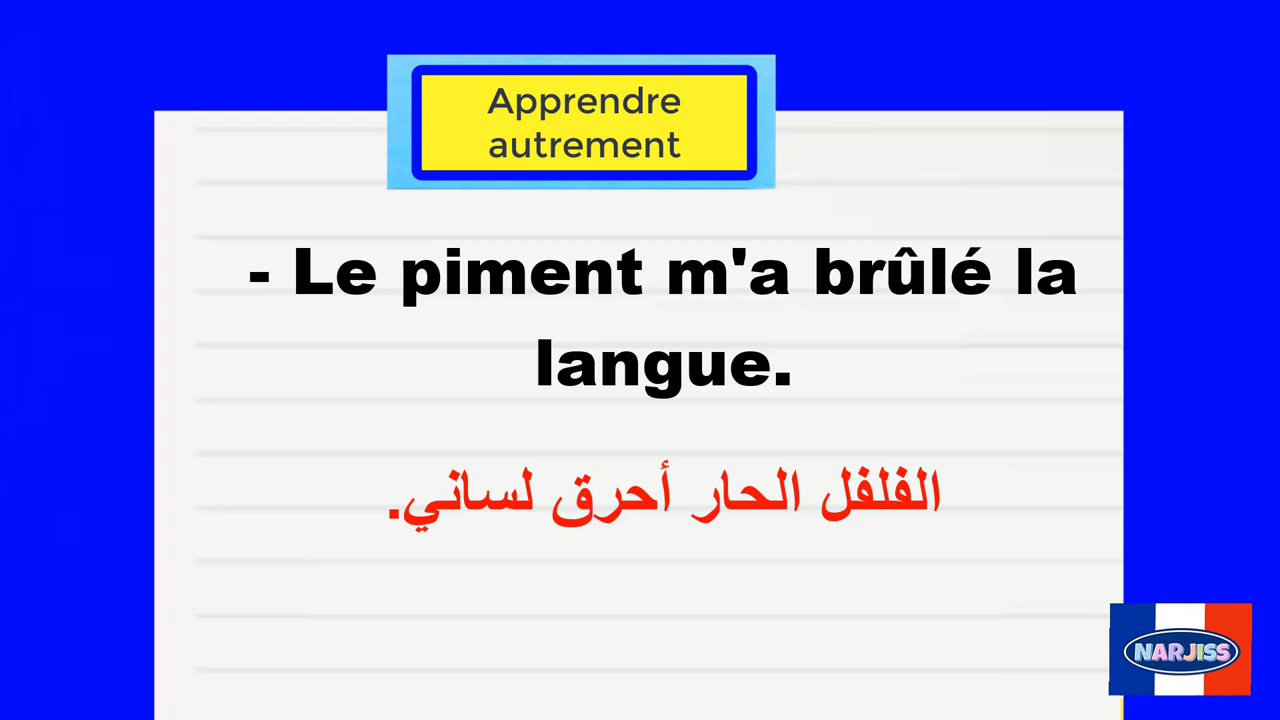 Apprendre
autrement
- Le piment m'a brûlé la
langue.
الفلفل الحار أحرق لساني.
NARJISS